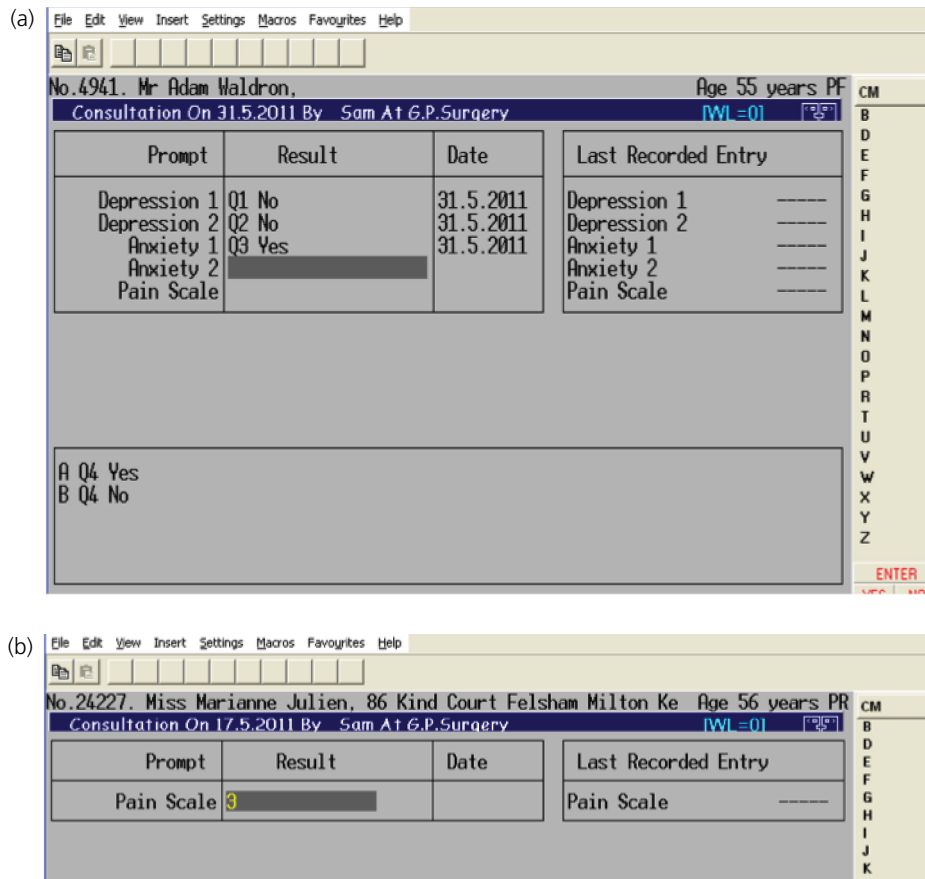 (a)
File Edit View Insert Settings Macros Favourites Help
No.4941. Mr Adam Waldron, Age 55 years PF
Consultation On 31.5.2011 By Sam At G.P.Surgery [WL=0]
Prompt Result Date Last Recorded Entry
Depression 1 Q1 No 31.5.2011 Depression 1 -----
Depression 2 Q2 No 31.5.2011 Depression 2 -----
Anxiety 1 Q3 Yes 31.5.2011 Anxiety 1 -----
Anxiety 2 Anxiety 2 -----
Pain Scale Pain Scale -----
A Q4 Yes
B Q4 No
CM
B
D
E
F
G
H
I
J
K
L
M
N
O
P
R
T
U
V
W
X
Y
Z
ENTER
YES NO
(b)
File Edit View Insert Settings Macros Favourites Help
No.24227. Miss Marianne Julien, 86 Kind Court Felsham Milton Ke Age 56 years PR
Consultation On 17.5.2011 By Sam At G.P.Surgery [WL=0]
Prompt Result Date Last Recorded Entry
Pain Scale 3 Pain Scale -----
CM
B
D
E
F
G
H
I
J
K